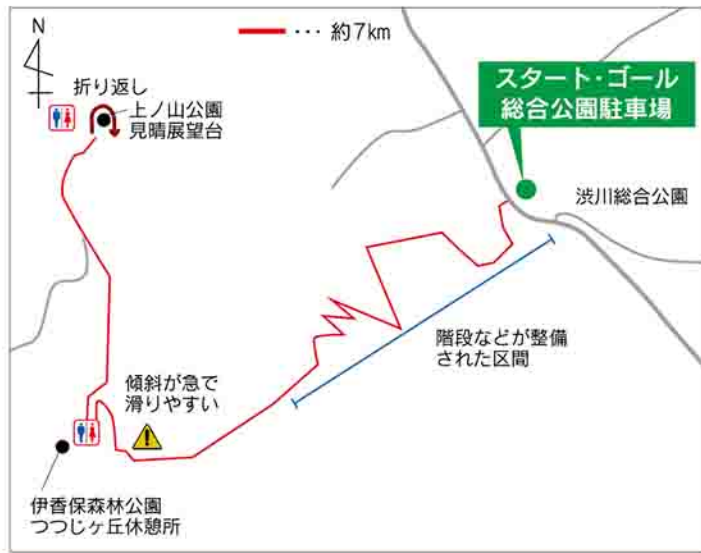 N
… 約7km
折り返し
上ノ山公園
見晴展望台
スタート・ゴール
総合公園駐車場
渋川総合公園
階段などが整備
された区間
傾斜が急で
滑りやすい
伊香保森林公園
つつじヶ丘休憩所